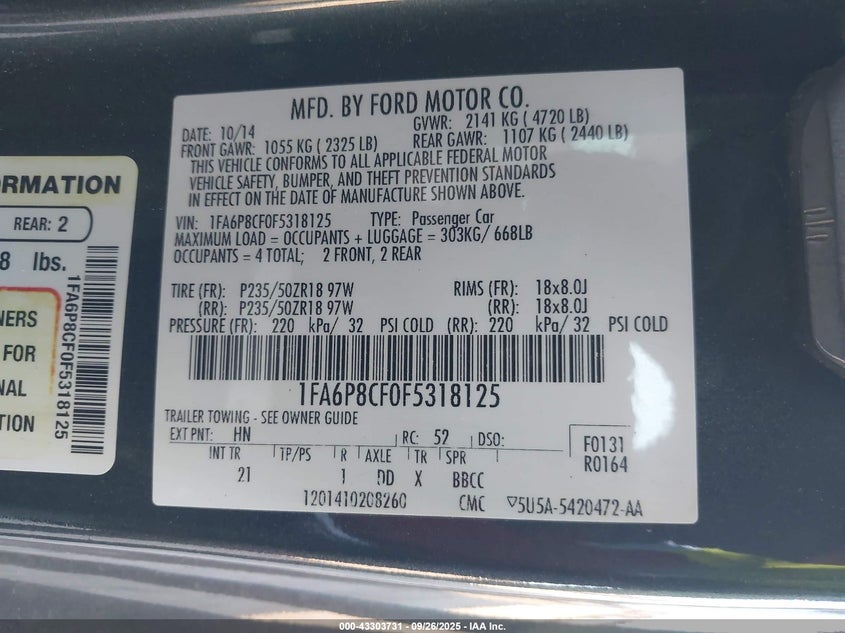 MFD. BY FORD MOTOR CO.
DATE: 10/14 GVWR: 2141 KG ( 4720 LB)
FRONT GAWR: 1055 KG ( 2325 LB) REAR GAWR: 1107 KG ( 2440 LB)
THIS VEHICLE CONFORMS TO ALL APPLICABLE FEDERAL MOTOR
VEHICLE SAFETY, BUMPER, AND THEFT PREVENTION STANDARDS
IN EFFECT ON THE DATE OF MANUFACTURE SHOWN ABOVE.
VIN: 1FA6P8CF0F5318125 TYPE: Passenger Car
MAXIMUM LOAD = OCCUPANTS + LUGGAGE = 303KG/ 668LB
OCCUPANTS = 4 TOTAL; 2 FRONT, 2 REAR
TIRE (FR): P235/50ZR18 97W RIMS (FR): 18x8.0J
(RR): P235/50ZR18 97W (RR): 18x8.0J
PRESSURE (FR): 220 kPa/ 32 PSI COLD (RR): 220 kPa/ 32 PSI COLD
1FA6P8CF0F5318125
TRAILER TOWING - SEE OWNER GUIDE
EXT PNT: HN RC: 52 DSO: F0131
R0164
INT TR TP/PS R AXLE TR SPR
21 1 DD X BBCC
1201410208260 CMC ▽5U5A-5420472-AA
ORMATION
REAR: 2
8 lbs.
NERS
FOR
NAL
TION
1FA6P8CF0F5318125
000-43303731 - 09/26/2025 - IAA Inc.